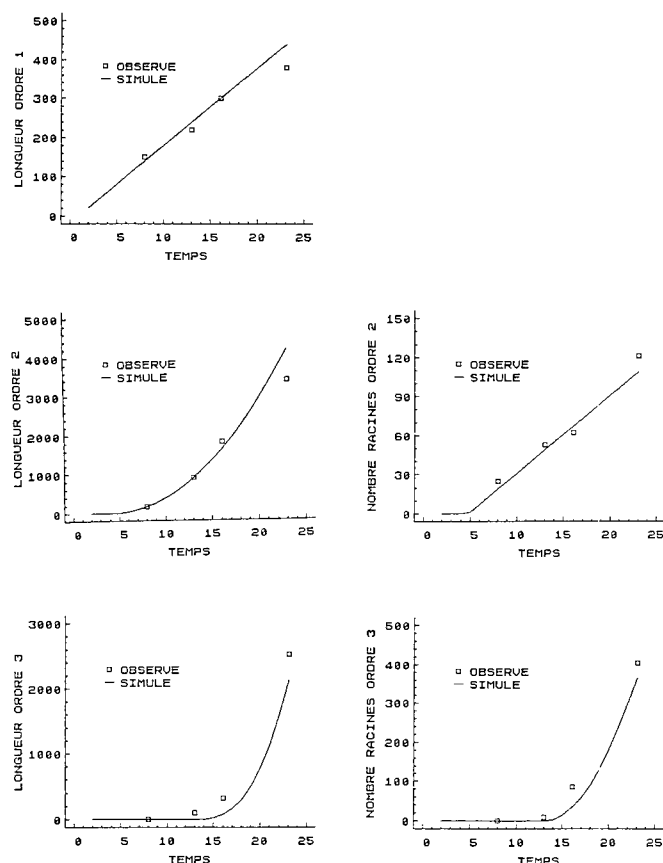 500
400
300
200
100
0
LONGUEUR ORDRE 1
OBSERVE
SIMULE
0 5 10 15 20 25
TEMPS
5000
4000
3000
2000
1000
0
LONGUEUR ORDRE 2
OBSERVE
SIMULE
0 5 10 15 20 25
TEMPS
150
120
90
60
30
0
NOMBRE RACINES ORDRE 2
OBSERVE
SIMULE
0 5 10 15 20 25
TEMPS
3000
2000
1000
0
LONGUEUR ORDRE 3
OBSERVE
SIMULE
0 5 10 15 20 25
TEMPS
500
400
300
200
100
0
NOMBRE RACINES ORDRE 3
OBSERVE
SIMULE
0 5 10 15 20 25
TEMPS